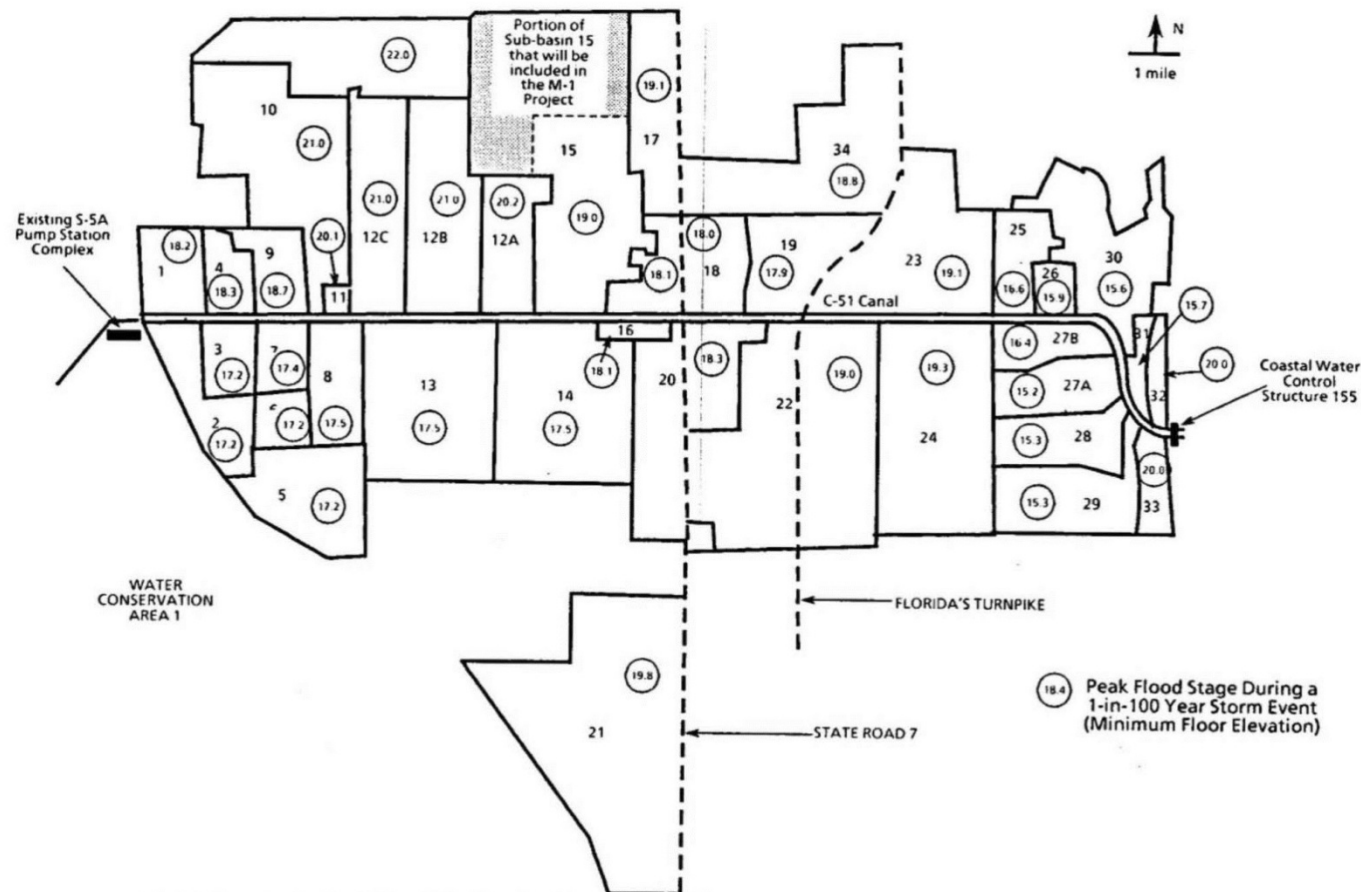 N
1 mile
Portion of
Sub-basin 15
that will be
included in
the M-1
Project
22.0
19.1
10
17
21.0
15
34
18.8
Existing S-5A
Pump Station
Complex
20.1
21.0
12C
21.0
12B
20.2
12A
19.0
18.2
1
4
18.3
9
18.7
11
18.1
18.0
18
19
17.9
23
19.1
25
16.6
26
15.9
30
15.6
15.7
C-51 Canal
3
17.2
7
17.4
8
16
18.1
20
18.3
19.0
19.3
16.4
27B
31
20.0
Coastal Water
Control
Structure 155
13
14
22
24
15.2
27A
32
2
17.2
6
17.2
17.5
17.5
17.5
15.3
28
20.0
5
17.2
15.3
29
33
WATER
CONSERVATION
AREA 1
FLORIDA'S TURNPIKE
19.8
21
STATE ROAD 7
18.4
Peak Flood Stage During a
1-in-100 Year Storm Event
(Minimum Floor Elevation)